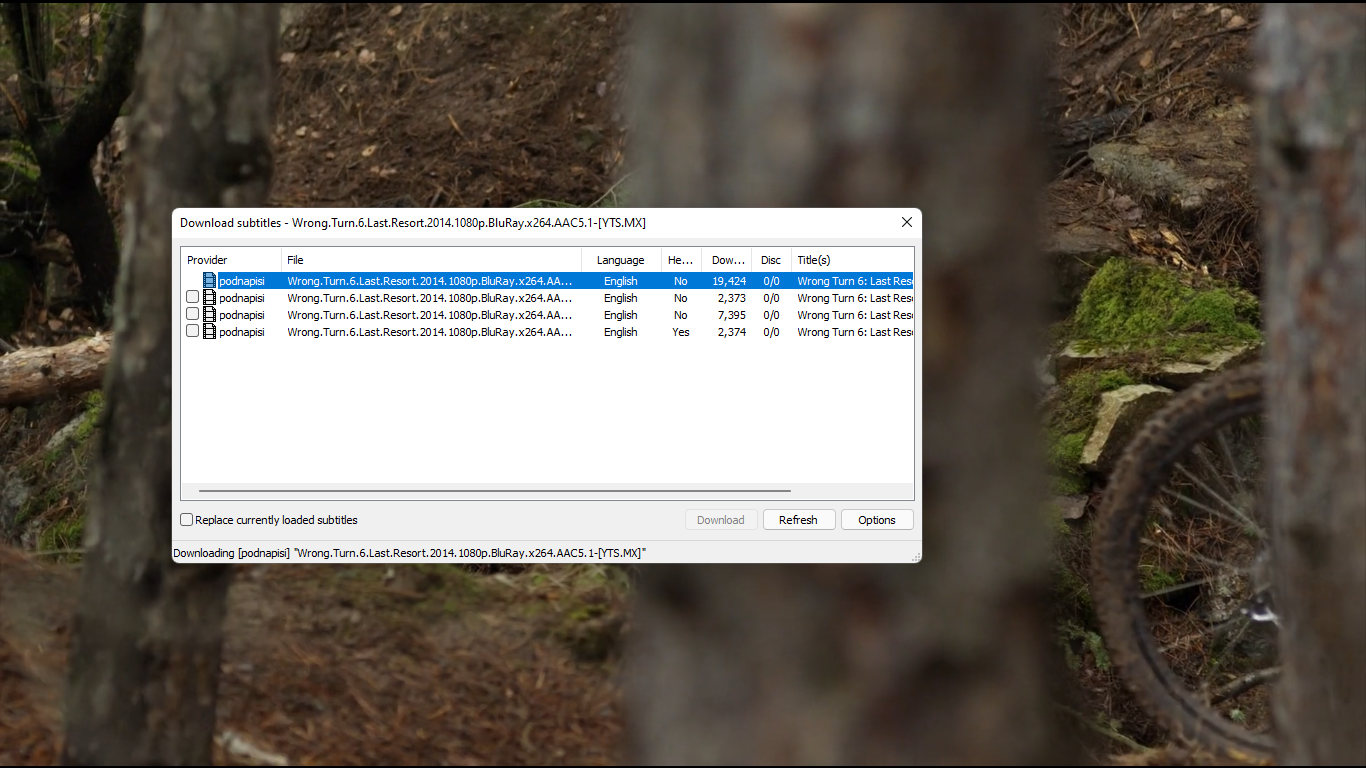 Download subtitles - Wrong.Turn.6.Last.Resort.2014.1080p.BluRay.x264.AAC5.1-[YTS.MX]
Provider File Language He... Dow... Disc Title(s)
podnapisi Wrong.Turn.6.Last.Resort.2014.1080p.BluRay.x264.AA... English No 19,424 0/0 Wrong Turn 6: Last Reso
podnapisi Wrong.Turn.6.Last.Resort.2014.1080p.BluRay.x264.AA... English No 2,373 0/0 Wrong Turn 6: Last Reso
podnapisi Wrong.Turn.6.Last.Resort.2014.1080p.BluRay.x264.AA... English No 7,395 0/0 Wrong Turn 6: Last Reso
podnapisi Wrong.Turn.6.Last.Resort.2014.1080p.BluRay.x264.AA... English Yes 2,374 0/0 Wrong Turn 6: Last Reso
Replace currently loaded subtitles Download Refresh Options
Downloading [podnapisi] "Wrong.Turn.6.Last.Resort.2014.1080p.BluRay.x264.AAC5.1-[YTS.MX]"